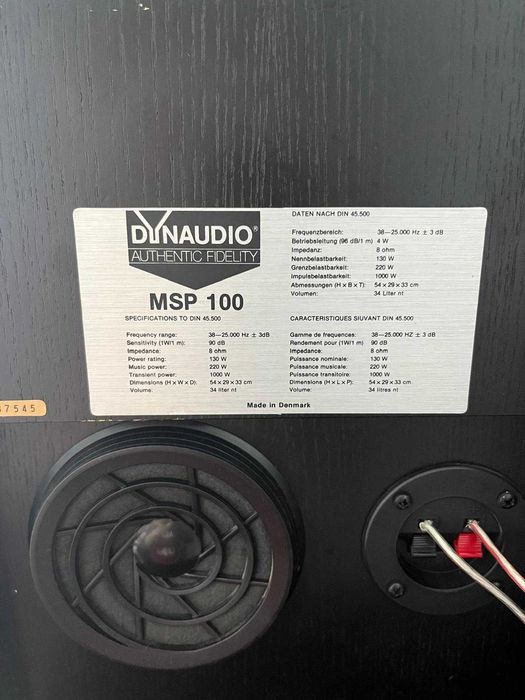 DYNAUDIO®
AUTHENTIC FIDELITY
MSP 100
SPECIFICATIONS TO DIN 45.500
Frequency range: 38—25.000 Hz ± 3dB
Sensitivity (1W/1 m): 90 dB
Impedance: 8 ohm
Power rating: 130 W
Music power: 220 W
Transient power: 1000 W
Dimensions (H×W×D): 54×29×33 cm
Volume: 34 liter nt
DATEN NACH DIN 45.500
Frequenzbereich: 38—25.000 Hz ± 3 dB
Betriebsleitung (96 dB/1 m) 4 W
Impedanz: 8 ohm
Nennbelastbarkeit: 130 W
Grenzbelastbarkeit: 220 W
Impulsbelastbarkeit: 1000 W
Abmessungen (H×B×T): 54×29×33 cm
Volumen: 34 Liter nt
CARACTERISTIQUES SIUVANT DIN 45.500
Gamme de frequences: 38—25.000 HZ ± 3 dB
Rendement pour (1W/1m) 90 dB
Impedance: 8 ohm
Puissance nominale: 130 W
Puissance musicale: 220 W
Puissance transitoire: 1000 W
Dimensions (H×L×P): 54×29×33 cm
Volume: 34 litres nt
Made in Denmark
7545